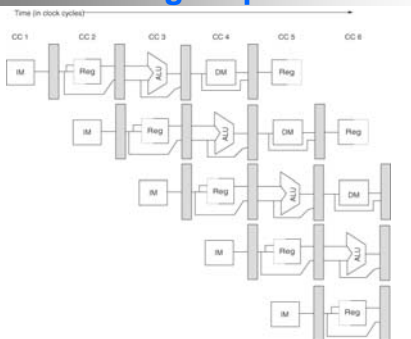 Time (in clock cycles)
CC 1 CC 2 CC 3 CC 4 CC 5 CC 6
IM Reg ALU DM Reg
IM Reg ALU DM Reg
IM Reg ALU DM
IM Reg ALU
IM Reg